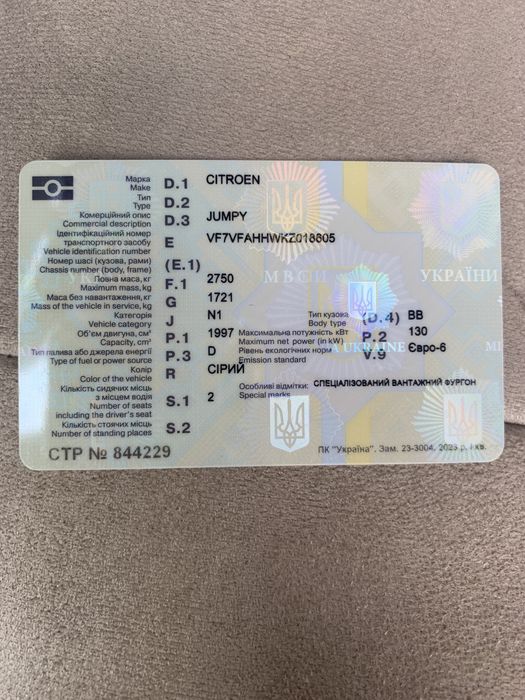 Марка
Make D.1 CITROEN
Тип
Type D.2
Комерційний опис
Commercial description D.3 JUMPY
Ідентифікаційний номер
транспортного засобу
Vehicle identification number E VF7VFAHHWKZ018605
Номер шасі (кузова, рами)
Chassis number (body, frame) (E.1)
Повна маса, кг
Maximum mass, kg F.1 2750
Маса без навантаження, кг
Mass of the vehicle in service, kg G 1721
Категорія
Vehicle category J N1
Тип кузова
Body type (D.4) BB
Об'єм двигуна, см³
Capacity, cm³ P.1 1997
Максимальна потужність кВт
Maximum net power (in kW) P.2 130
Тип палива або джерела енергії
Type of fuel or power source P.3 D
Рівень екологічних норм
Emission standard V.9 Євро-6
Колір
Color of the vehicle R СІРИЙ
Кількість сидячих місць
з місцем водія
Number of seats
including the driver's seat S.1 2
Особливі відмітки: СПЕЦІАЛІЗОВАНИЙ ВАНТАЖНИЙ ФУРГОН
Special marks
Кількість стоячих місць
Number of standing places S.2
СТР № 844229
ПК "Україна". Зам. 23-3004, 2023 р. I кв.
МВС УКРАЇНИ
UKRAINE